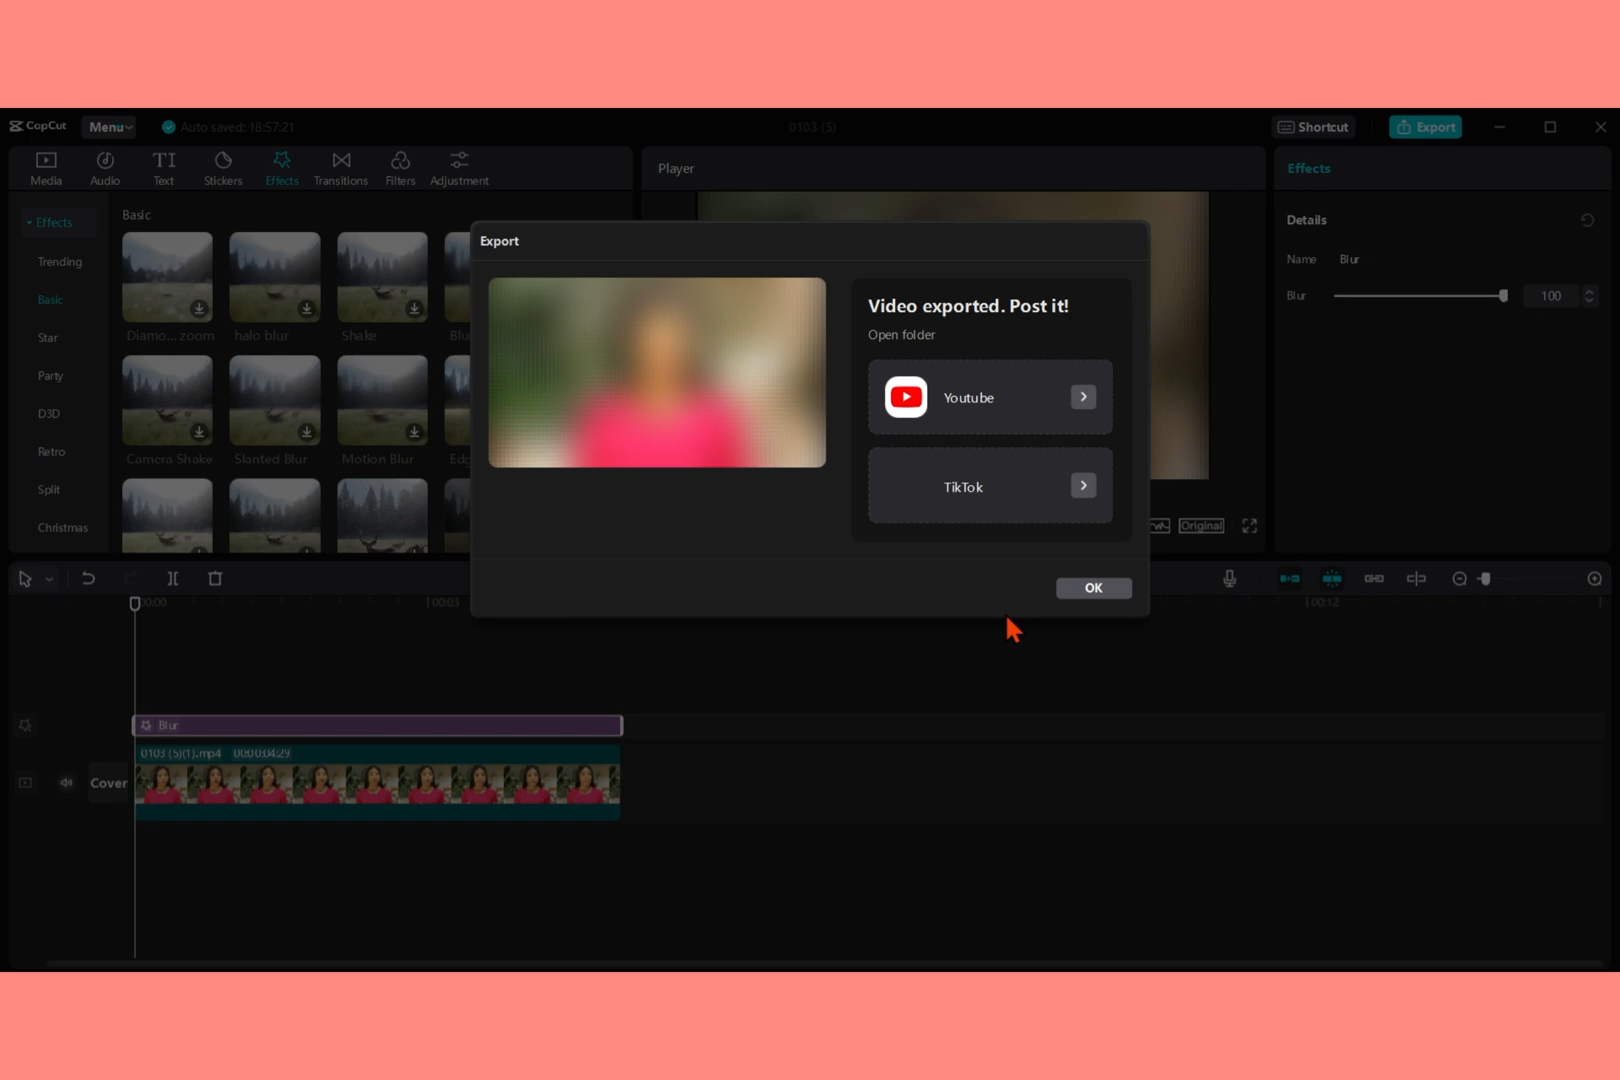 CapCut Menu Auto saved: 18:57:21 0103 (5) Shortcut Export
Media Audio Text Stickers Effects Transitions Filters Adjustment
Player
Effects
Effects
Trending
Basic
Star
Party
D3D
Retro
Split
Christmas
Basic
Diamo... zoom halo blur Shake Blu
Camera Shake Slanted Blur Motion Blur Edg
Export
Video exported. Post it!
Open folder
Youtube
TikTok
OK
Original
Details
Name Blur
Blur 100
00:00 00:03 00:12
Blur
0103 (5)(1).mp4 00:00:04:29
Cover